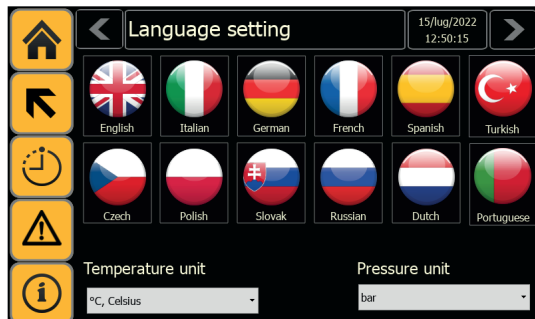 Language setting
15/lug/2022
12:50:15
English Italian German French Spanish Turkish
Czech Polish Slovak Russian Dutch Portuguese
Temperature unit Pressure unit
°C, Celsius bar